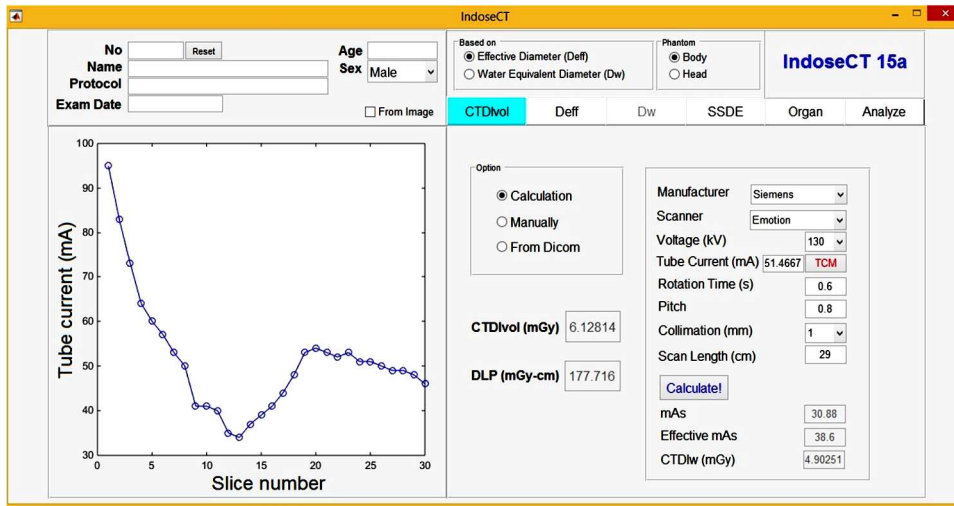 IndoseCT
No
Reset
Age
Name
Sex Male
Protocol
Exam Date
From Image
Based on
Effective Diameter (Deff)
Water Equivalent Diameter (Dw)
Phantom
Body
Head
IndoseCT 15a
CTDIvol Deff Dw SSDE Organ Analyze
Tube current (mA)
100
90
80
70
60
50
40
30
0 5 10 15 20 25 30
Slice number
Option
Calculation
Manually
From Dicom
CTDIvol (mGy) 6.12814
DLP (mGy-cm) 177.716
Manufacturer Siemens
Scanner Emotion
Voltage (kV) 130
Tube Current (mA) 51.4667 TCM
Rotation Time (s) 0.6
Pitch 0.8
Collimation (mm) 1
Scan Length (cm) 29
Calculate!
mAs 30.88
Effective mAs 38.6
CTDIw (mGy) 4.90251